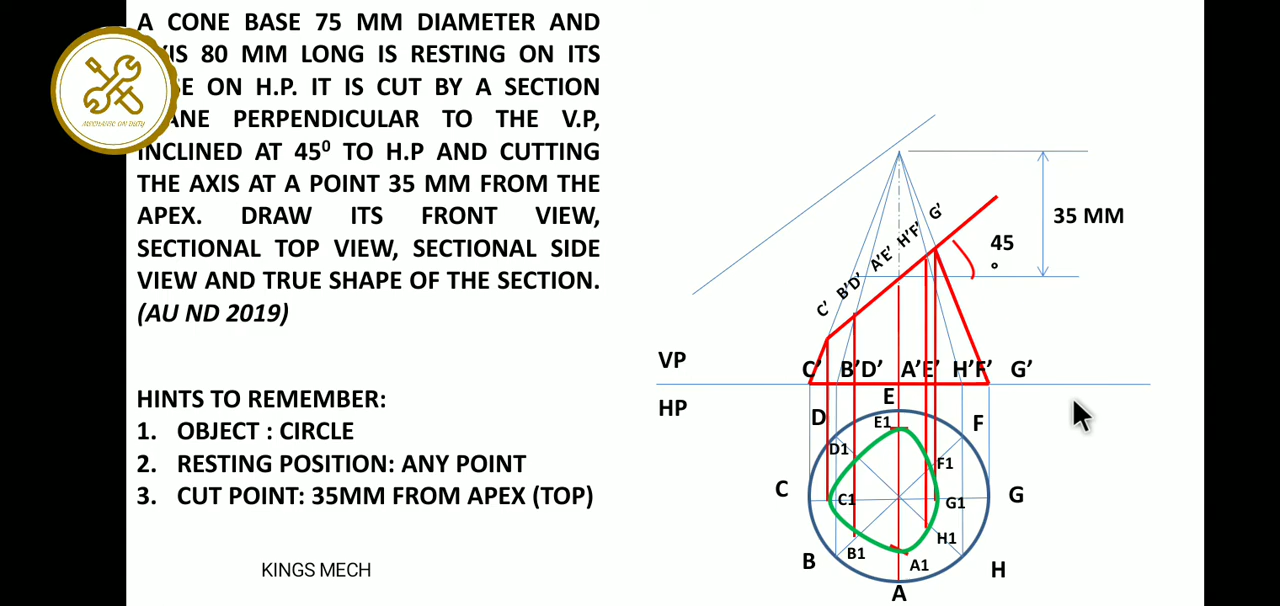 A CONE BASE 75 MM DIAMETER AND
IS 80 MM LONG IS RESTING ON ITS
SE ON H.P. IT IS CUT BY A SECTION
ANE PERPENDICULAR TO THE V.P,
INCLINED AT 45⁰ TO H.P AND CUTTING
THE AXIS AT A POINT 35 MM FROM THE
APEX. DRAW ITS FRONT VIEW,
SECTIONAL TOP VIEW, SECTIONAL SIDE
VIEW AND TRUE SHAPE OF THE SECTION.
(AU ND 2019)
HINTS TO REMEMBER:
1. OBJECT : CIRCLE
2. RESTING POSITION: ANY POINT
3. CUT POINT: 35MM FROM APEX (TOP)
KINGS MECH
MECHANIC ON DUTY
35 MM
45
°
C' B'D' A'E' H'F' G'
VP
C' B'D' A'E' H'F' G'
HP
E
D E1 F
D1 F1
C C1 G1 G
B B1 H1 H
A1
A